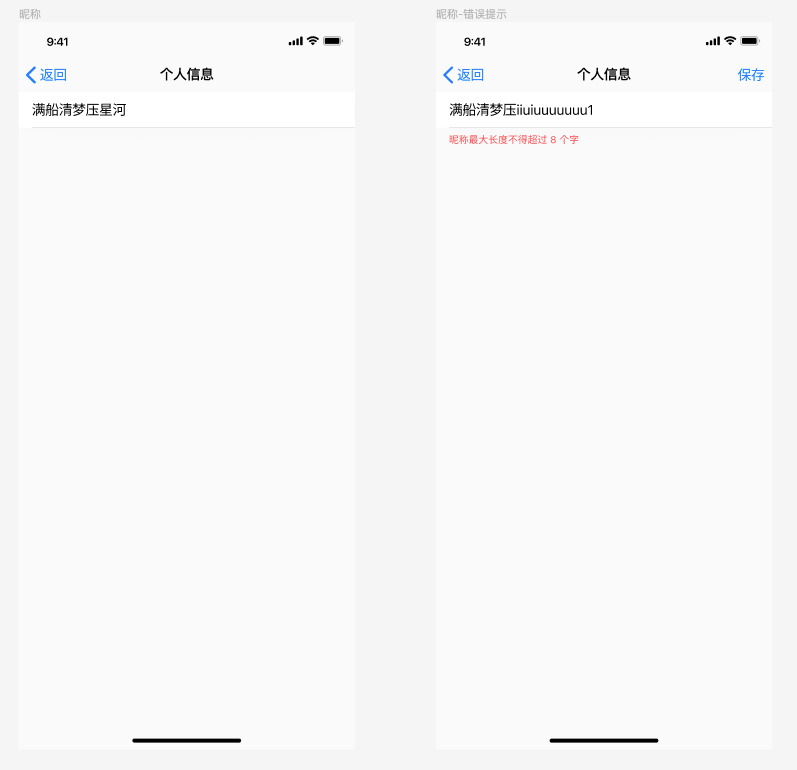 昵称
9:41
返回
个人信息
满船清梦压星河
昵称-错误提示
9:41
返回
个人信息
保存
满船清梦压iiuiuuuuuuu1
昵称最大长度不得超过 8 个字